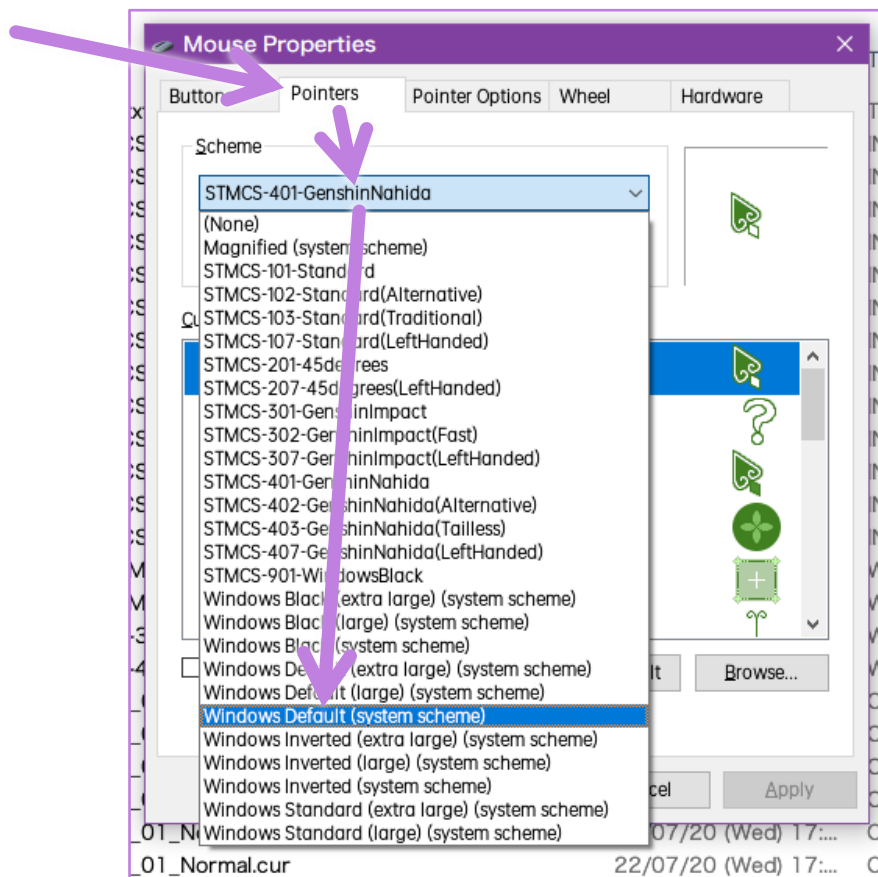 Mouse Properties
Pointers
Pointer Options
Wheel
Hardware
Scheme
STMCS-401-GenshinNahida
(None)
Magnified (system scheme)
STMCS-101-Standard
STMCS-102-Standard(Alternative)
STMCS-103-Standard(Traditional)
STMCS-107-Standard(LeftHanded)
STMCS-201-45degrees
STMCS-207-45degrees(LeftHanded)
STMCS-301-GenshinImpact
STMCS-302-GenshinImpact(Fast)
STMCS-307-GenshinImpact(LeftHanded)
STMCS-401-GenshinNahida
STMCS-402-GenshinNahida(Alternative)
STMCS-403-GenshinNahida(Tailless)
STMCS-407-GenshinNahida(LeftHanded)
STMCS-901-WindowsBlack
Windows Black (extra large) (system scheme)
Windows Black (large) (system scheme)
Windows Black (system scheme)
Windows Default (extra large) (system scheme)
Windows Default (large) (system scheme)
Browse...
Windows Default (system scheme)
Windows Inverted (extra large) (system scheme)
Windows Inverted (large) (system scheme)
Windows Inverted (system scheme)
Apply
Windows Standard (extra large) (system scheme)
Windows Standard (large) (system scheme)
07/20 (Wed) 17:...
_01_Normal.cur
22/07/20 (Wed) 17:...